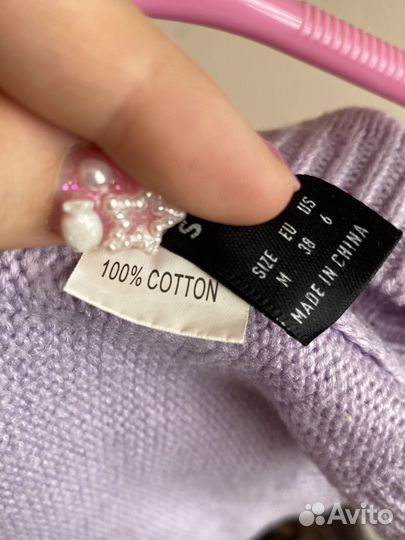 S
SIZE EU US
M 38 6
MADE IN CHINA
100% COTTON
Avito